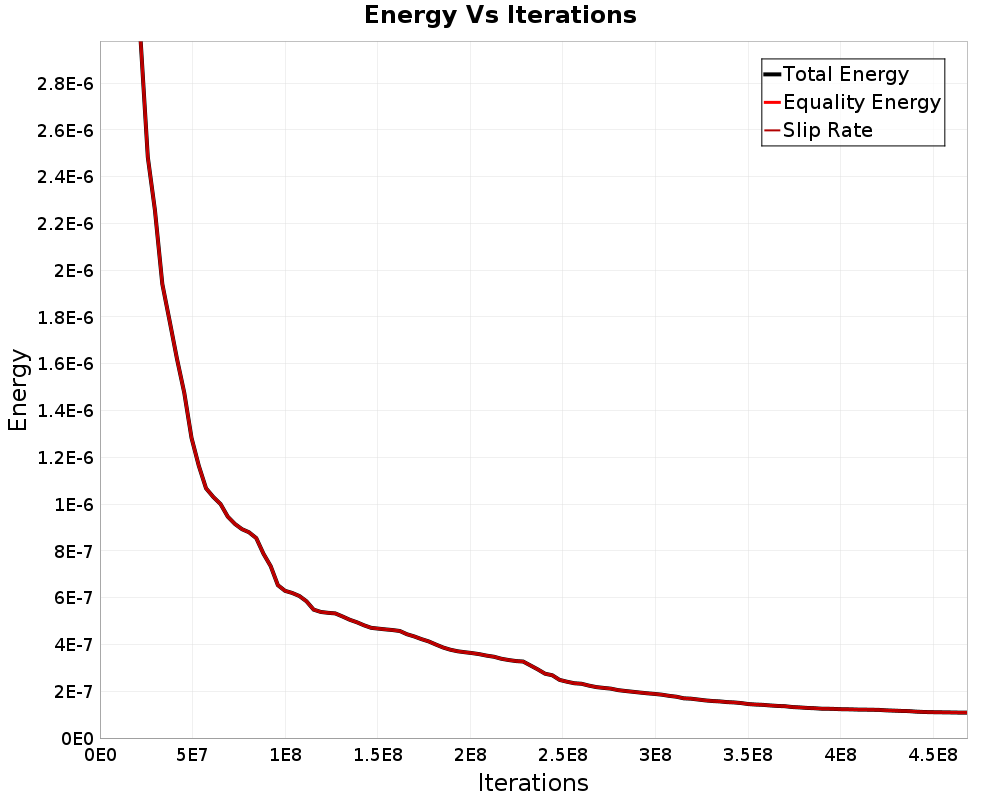 Energy Vs Iterations
Total Energy
Equality Energy
Slip Rate
Energy
2.8E-6
2.6E-6
2.4E-6
2.2E-6
2E-6
1.8E-6
1.6E-6
1.4E-6
1.2E-6
1E-6
8E-7
6E-7
4E-7
2E-7
0E0
0E0 5E7 1E8 1.5E8 2E8 2.5E8 3E8 3.5E8 4E8 4.5E8
Iterations